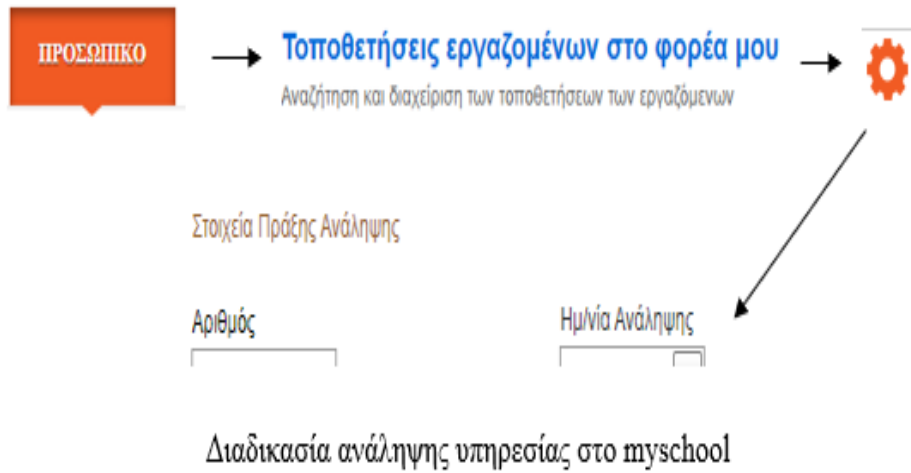 ΠΡΟΣΩΠΙΚΟ
Τοποθετήσεις εργαζομένων στο φορέα μου
Αναζήτηση και διαχείριση των τοποθετήσεων των εργαζόμενων
Στοιχεία Πράξης Ανάληψης
Αριθμός
Ημ/νία Ανάληψης
Διαδικασία ανάληψης υπηρεσίας στο myschool